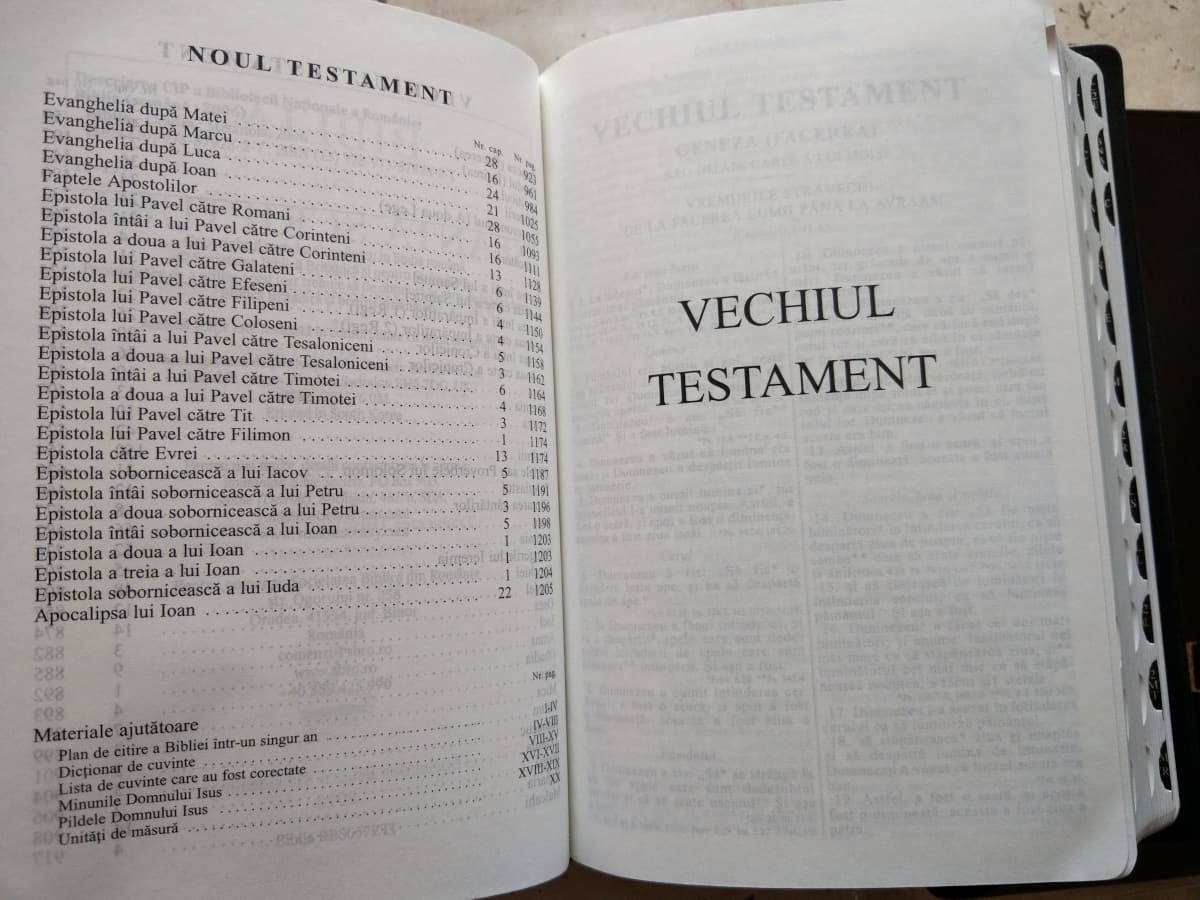 NOUL TESTAMENT
Nr. cap. Nr. pag.
Evanghelia după Matei 28 923
Evanghelia după Marcu 16 961
Evanghelia după Luca 24 984
Evanghelia după Ioan 21 1025
Faptele Apostolilor 28 1055
Epistola lui Pavel către Romani 16 1093
Epistola întâi a lui Pavel către Corinteni 16 1111
Epistola a doua a lui Pavel către Corinteni 13 1128
Epistola lui Pavel către Galateni 6 1139
Epistola lui Pavel către Efeseni 6 1144
Epistola lui Pavel către Filipeni 4 1150
Epistola lui Pavel către Coloseni 4 1154
Epistola întâi a lui Pavel către Tesaloniceni 5 1158
Epistola a doua a lui Pavel către Tesaloniceni 3 1162
Epistola întâi a lui Pavel către Timotei 6 1164
Epistola a doua a lui Pavel către Timotei 4 1168
Epistola lui Pavel către Tit 3 1172
Epistola lui Pavel către Filimon 1 1174
Epistola către Evrei 13 1174
Epistola sobornicească a lui Iacov 5 1187
Epistola întâi sobornicească a lui Petru 5 1191
Epistola a doua sobornicească a lui Petru 3 1196
Epistola întâi sobornicească a lui Ioan 5 1198
Epistola a doua a lui Ioan 1 1203
Epistola a treia a lui Ioan 1 1203
Epistola sobornicească a lui Iuda 1 1204
Apocalipsa lui Ioan 22 1205
Nr. pag.
Materiale ajutătoare
Plan de citire a Bibliei într-un singur an I-IV
Dicționar de cuvinte IV-VIII
Lista de cuvinte care au fost corectate VIII-XV
Minunile Domnului Isus XVI-XVII
Pildele Domnului Isus XVIII-XIX
Unități de măsură XX
VECHIUL
TESTAMENT